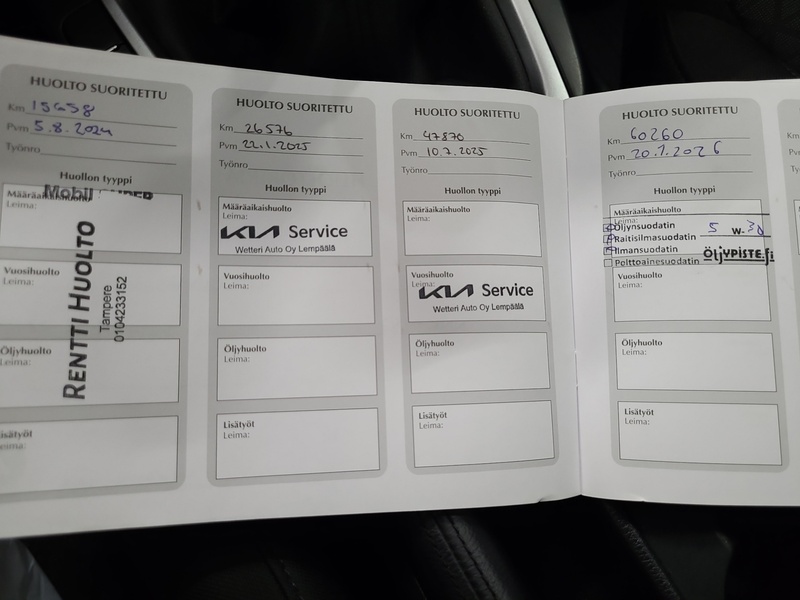 HUOLTO SUORITETTU
Km 15658
Pvm 5.8.2024
Työnro
Huollon tyyppi
Määräaikaishuolto
Leima:
Mobil
RENTTI HUOLTO
Tampere
0104233152
Vuosihuolto
Leima:
Öljyhuolto
Leima:
isätyöt
eima:
HUOLTO SUORITETTU
Km 26576
Pvm 22.1.2025
Työnro
Huollon tyyppi
Määräaikaishuolto
Leima:
KIA Service
Wetteri Auto Oy Lempäälä
Vuosihuolto
Leima:
Öljyhuolto
Leima:
Lisätyöt
Leima:
HUOLTO SUORITETTU
Km 47870
Pvm 10.7.2025
Työnro
Huollon tyyppi
Määräaikaishuolto
Leima:
Vuosihuolto
Leima:
KIA Service
Wetteri Auto Oy Lempäälä
Öljyhuolto
Leima:
Lisätyöt
Leima:
HUOLTO SUORITETTU
Km 60260
Pvm 20.1.2026
Työnro
Huollon tyyppi
Määräaikaishuolto
Leima:
Öljynsuodatin 5 W-30
Raitisilmasuodatin
Ilmansuodatin
Polttoainesuodatin ÖLJYPISTE.fi
Vuosihuolto
Leima:
Öljyhuolto
Leima:
Lisätyöt
Leima: